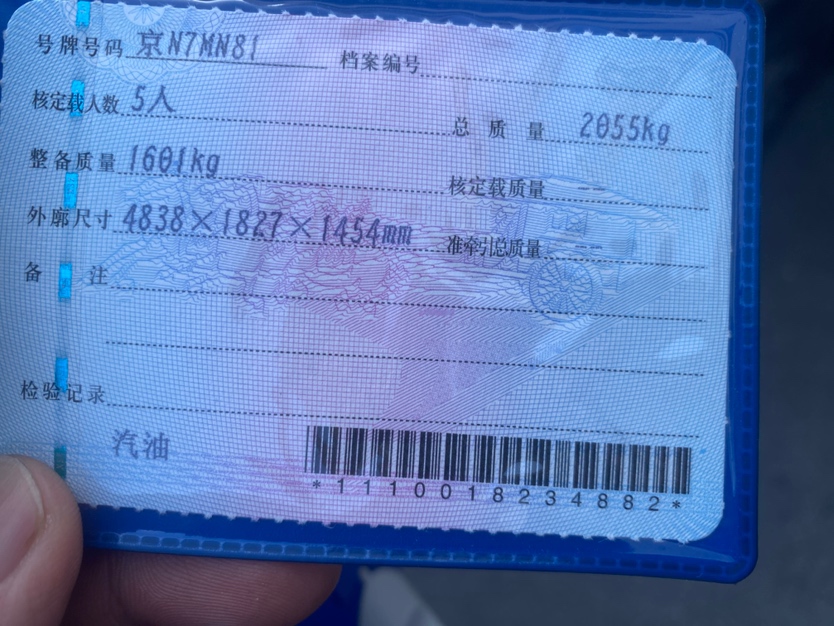 号牌号码 京N7MN81 档案编号
核定载人数 5人 总质量 2055kg
整备质量 1601kg 核定载质量 --
外廓尺寸 4838×1827×1454mm 准牵引总质量 --
备注
检验记录
汽油
*1110018234882*